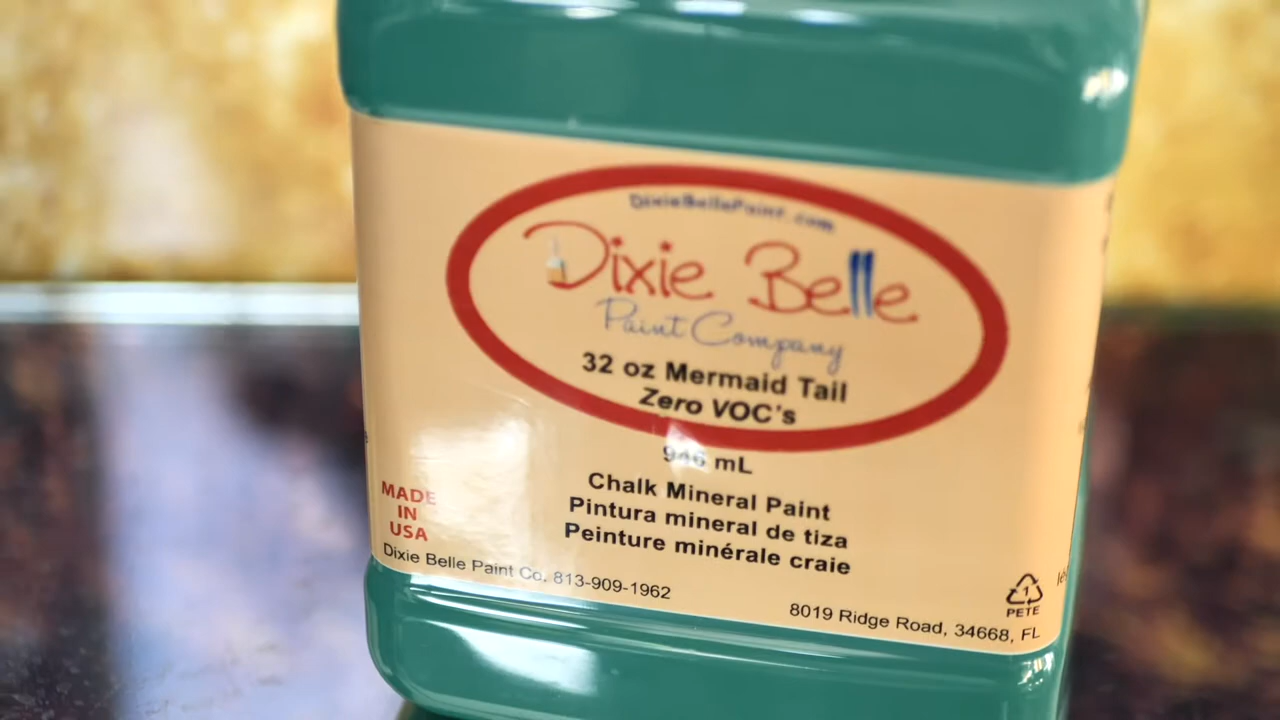 DixieBellePaint.com
Dixie Belle
Paint Company
32 oz Mermaid Tail
Zero VOC's
946 mL
Chalk Mineral Paint
Pintura mineral de tiza
Peinture minérale craie
MADE
IN
USA
Dixie Belle Paint Co. 813-909-1962
1
PETE
8019 Ridge Road, 34668, FL